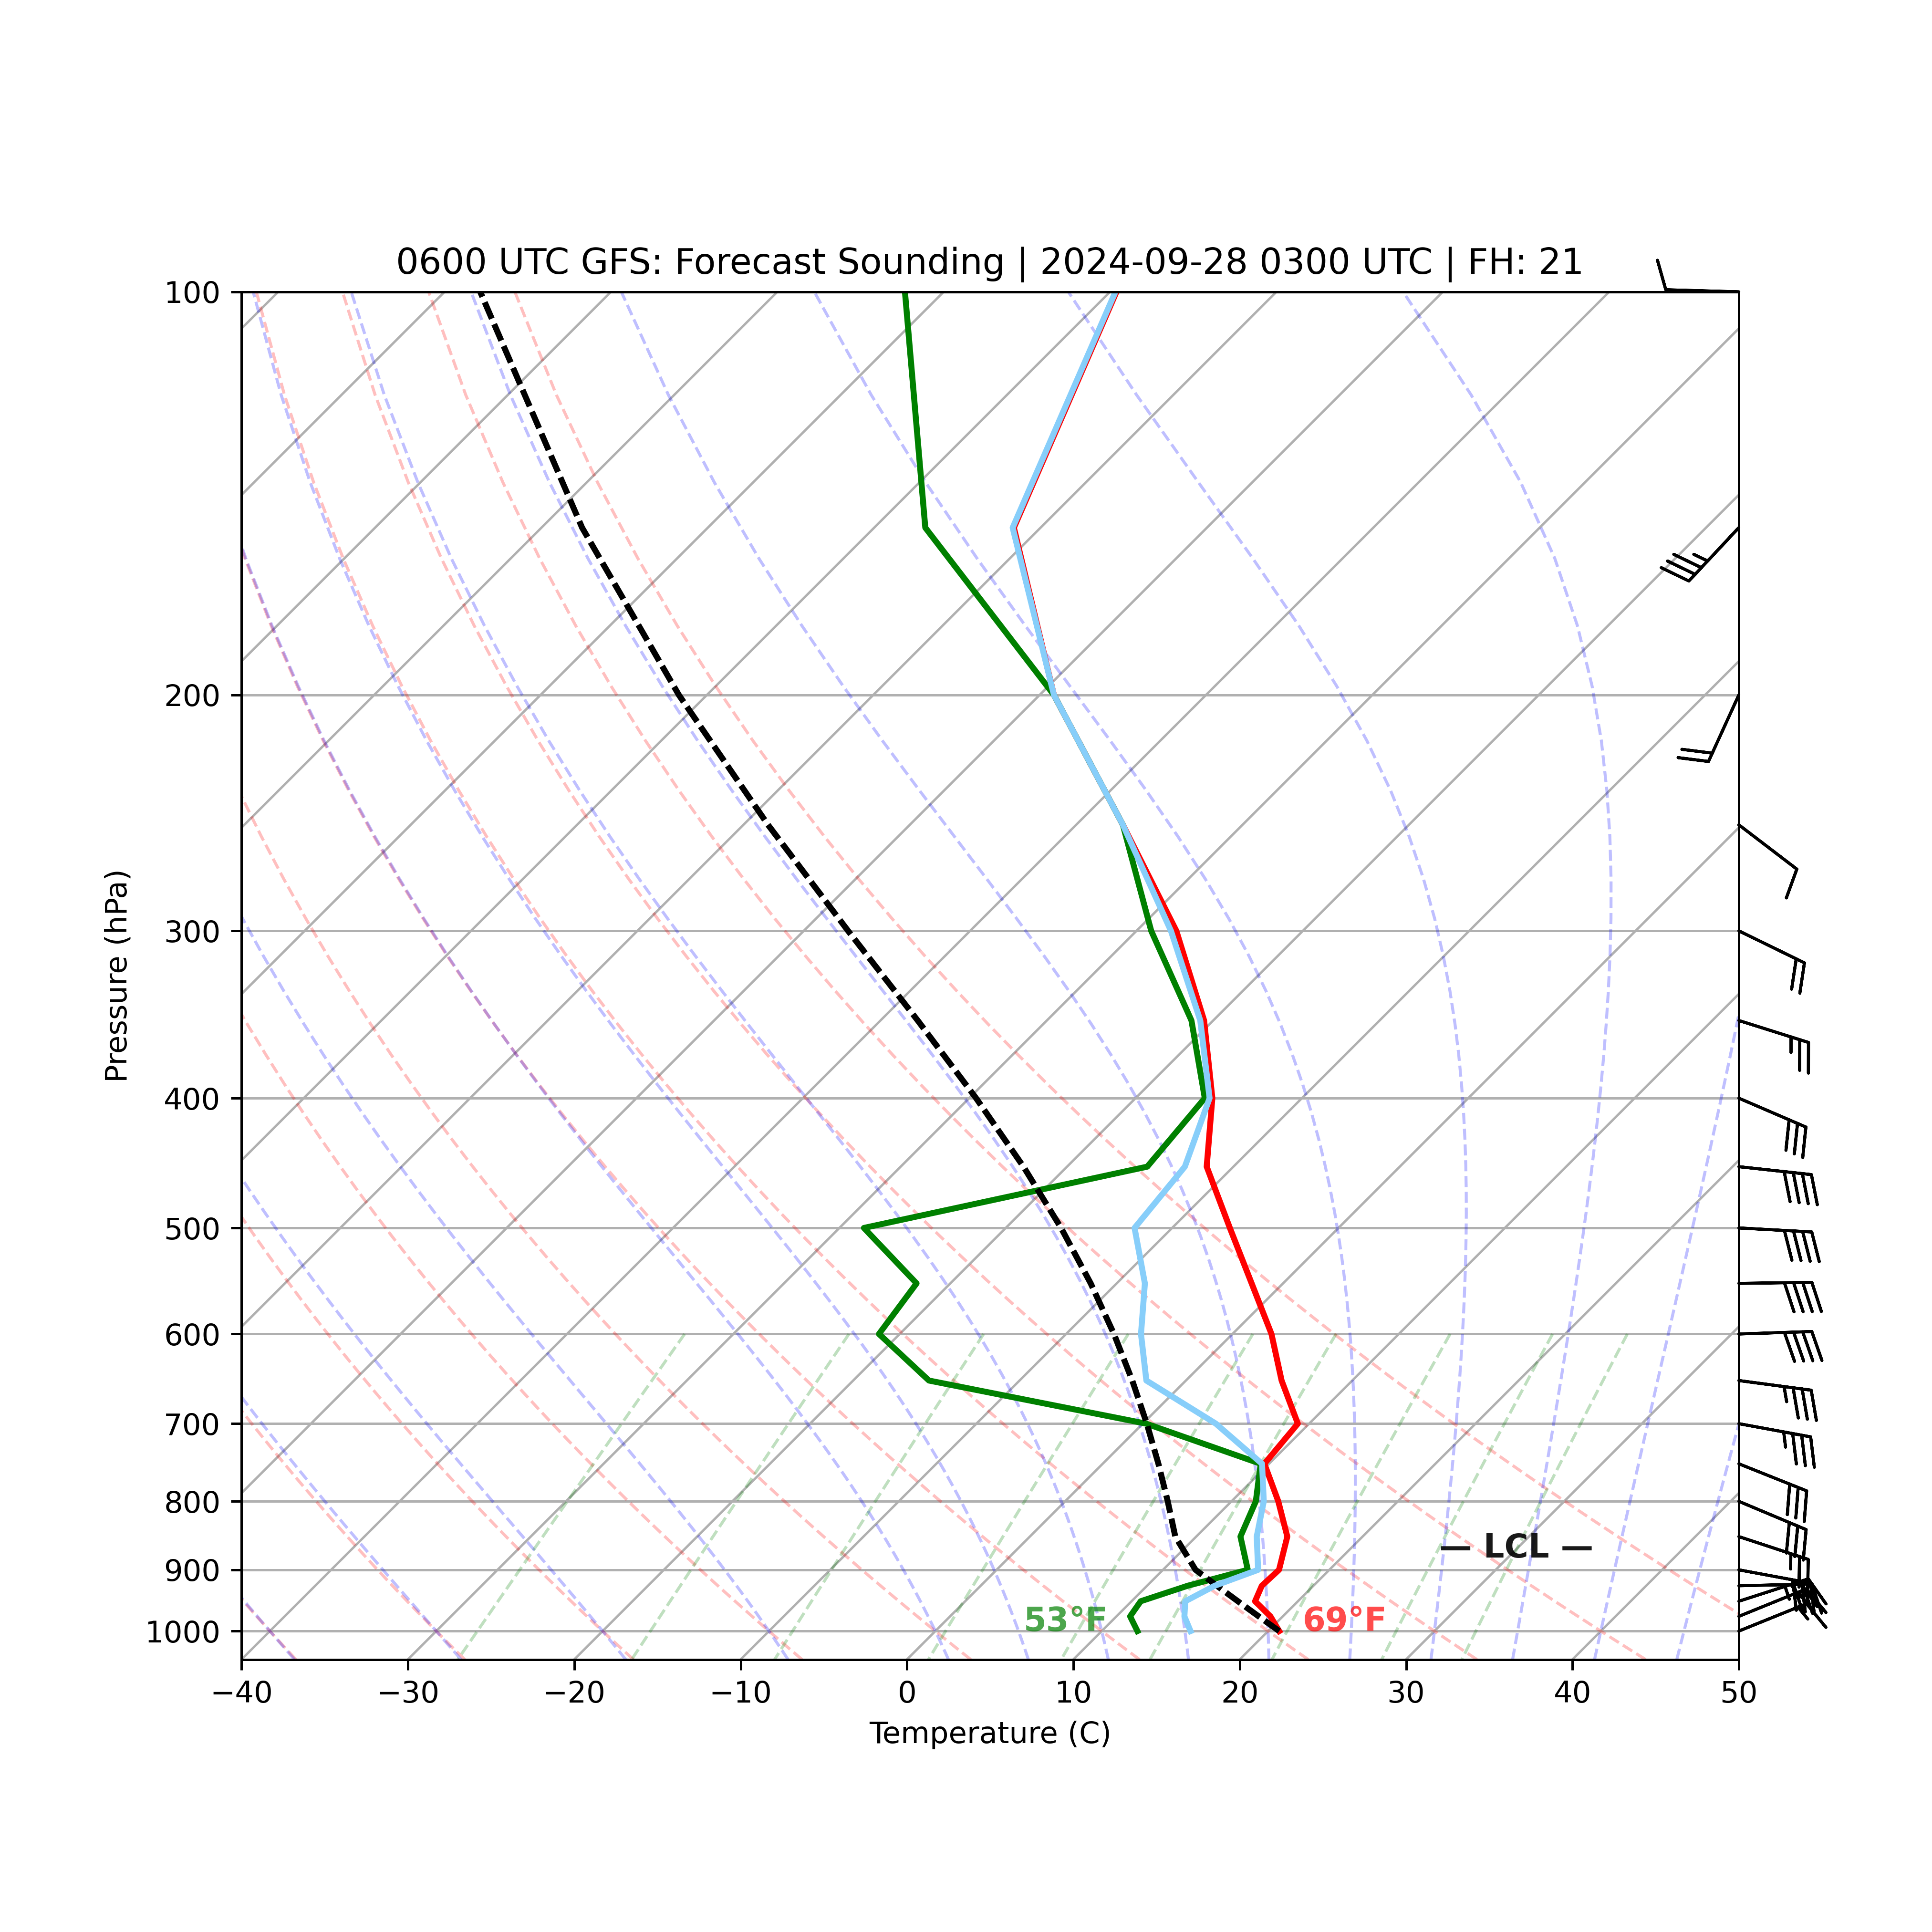 0600 UTC GFS: Forecast Sounding | 2024-09-28 0300 UTC | FH: 21
100
200
300
400
500
600
700
800
900
1000
Pressure (hPa)
— LCL —
53°F
69°F
−40 −30 −20 −10 0 10 20 30 40 50
Temperature (C)